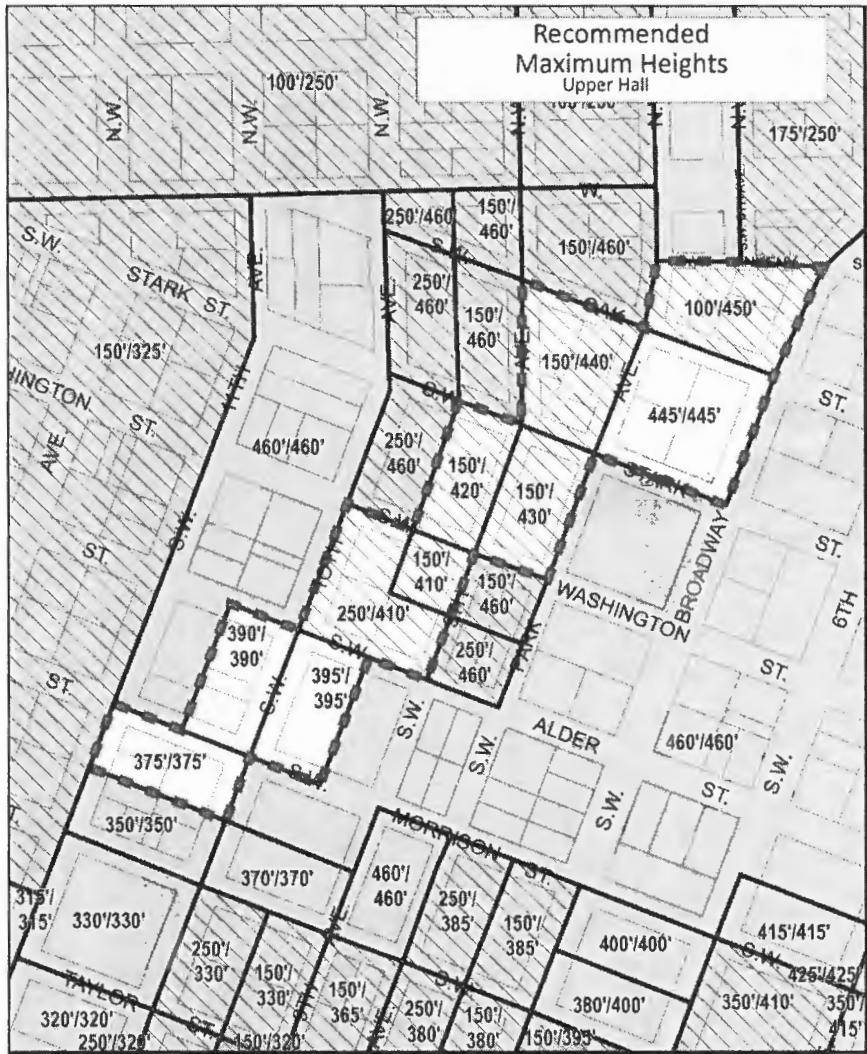 Recommended
Maximum Heights
Upper Hall
100'/250'
N.W.
N.W.
N.W.
175'/250'
W.
S.W.
250'/460'
150'/
460'
150'/460'
S.W.
STARK ST.
AVE.
250'/
460'
150'/
460'
OAK
100'/450'
AVE.
AVE
150'/440'
AVE.
150'/325'
11TH
ST.
445'/445'
ST.
AVE
460'/460'
S.W.
250'/
460'
150'/
420'
150'/
430'
STARK
S.W.
S.W.
ST.
ST.
150'/
410'
150'/
460'
WASHINGTON
BROADWAY
250'/410'
6TH
390'/
390'
S.W.
250'/
460'
PARK
ST.
395'/
395'
S.W.
ST.
S.W.
ALDER
460'/460'
375'/375'
S.W.
S.W.
ST.
S.W.
S.W.
350'/350'
MORRISON
ST.
370'/370'
460'/
460'
250'/
385'
150'/
385'
315'/
315'
330'/330'
AVE.
400'/400'
415'/415'
S.W.
250'/
330'
150'/
330'
150'/
365'
425'/425'
TAYLOR
9TH
S.W.
380'/400'
350'/410'
350'/
415'
320'/320'
ST.
AVE.
250'/
380'
150'/
380'
250'/320'
150'/320'
150'/395'